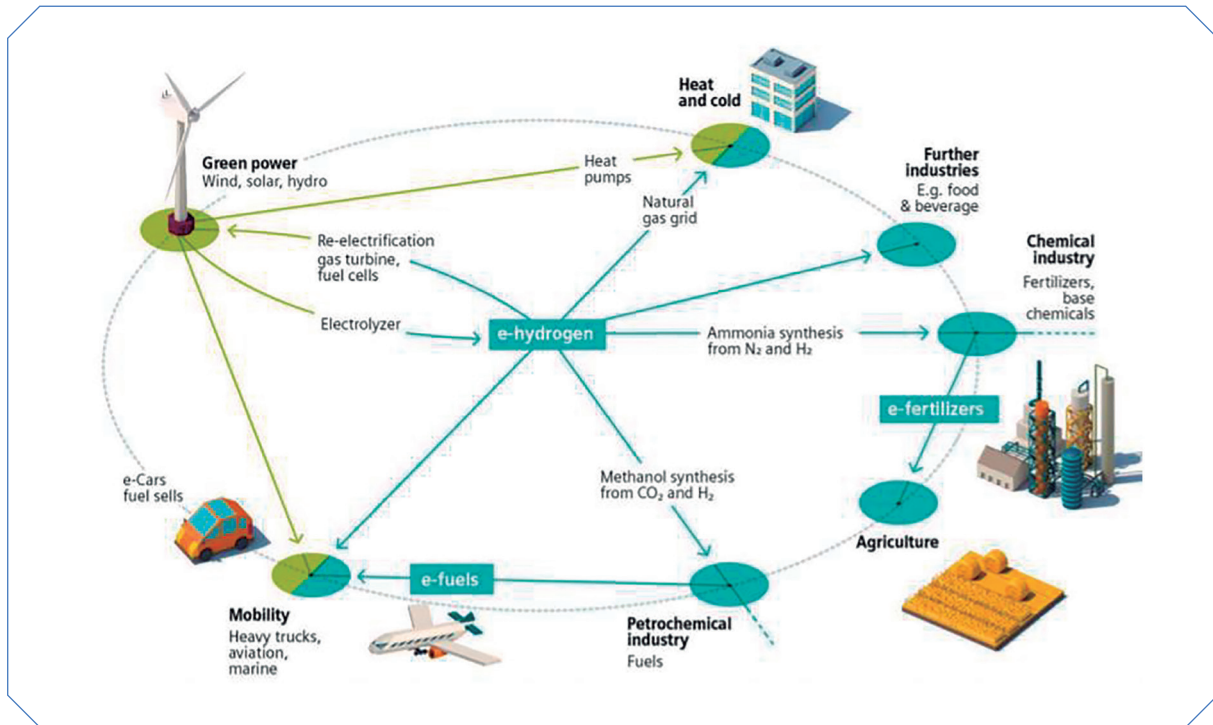 Heat
and cold
Green power
Wind, solar, hydro
Heat
pumps
Further
industries
E.g. food
& beverage
Natural
gas grid
Re-electrification
gas turbine,
fuel cells
Chemical
industry
Fertilizers,
base
chemicals
Electrolyzer
e-hydrogen
Ammonia synthesis
from N₂ and H₂
e-fertilizers
Methanol synthesis
from CO₂ and H₂
e-Cars
fuel sells
Agriculture
e-fuels
Mobility
Heavy trucks,
aviation,
marine
Petrochemical
industry
Fuels